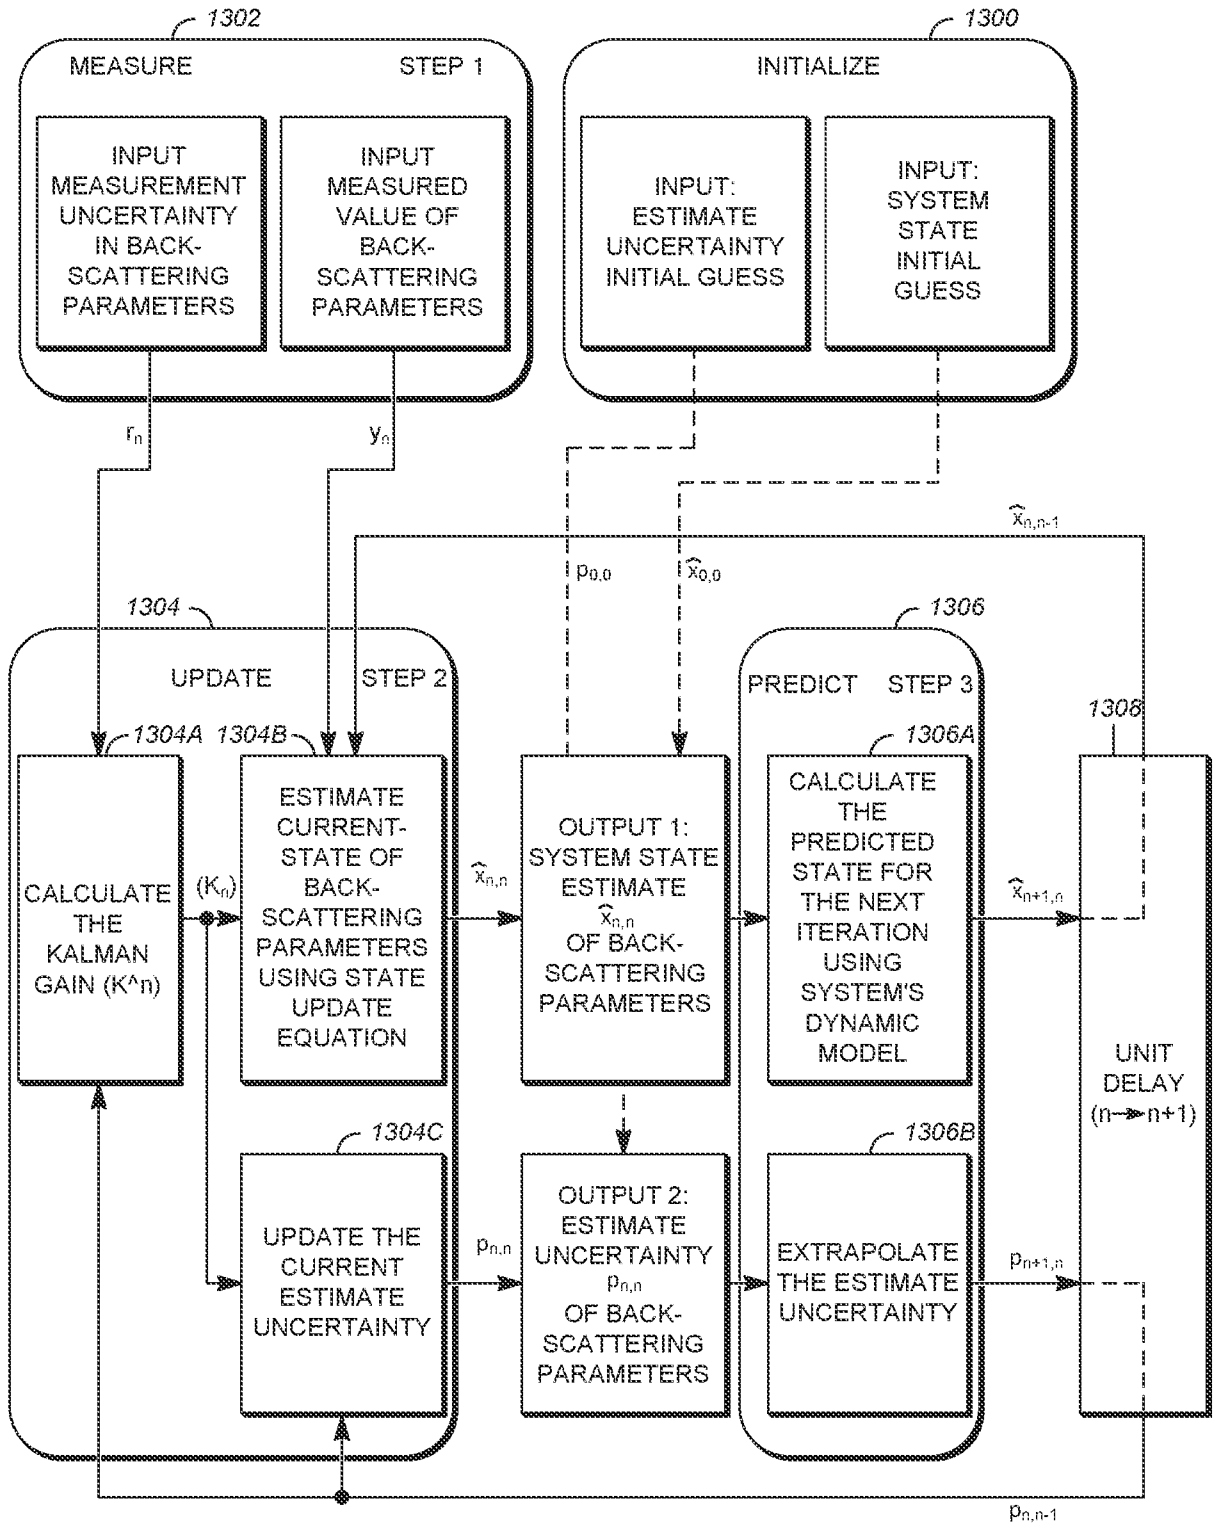 1302
MEASURE STEP 1
INPUT
MEASUREMENT
UNCERTAINTY
IN BACK-
SCATTERING
PARAMETERS
INPUT
MEASURED
VALUE OF
BACK-
SCATTERING
PARAMETERS
1300
INITIALIZE
INPUT:
ESTIMATE
UNCERTAINTY
INITIAL GUESS
INPUT:
SYSTEM
STATE
INITIAL
GUESS
rₙ
yₙ
x̂ₙ,ₙ₋₁
p₀,₀
x̂₀,₀
1304
UPDATE STEP 2
1304A
CALCULATE
THE
KALMAN
GAIN (K^n)
(Kₙ)
1304B
ESTIMATE
CURRENT-
STATE OF
BACK-
SCATTERING
PARAMETERS
USING STATE
UPDATE
EQUATION
x̂ₙ,ₙ
OUTPUT 1:
SYSTEM STATE
ESTIMATE
x̂ₙ,ₙ
OF BACK-
SCATTERING
PARAMETERS
1306
PREDICT STEP 3
1306A
CALCULATE
THE
PREDICTED
STATE FOR
THE NEXT
ITERATION
USING
SYSTEM'S
DYNAMIC
MODEL
x̂ₙ₊₁,ₙ
1308
UNIT
DELAY
(n→n+1)
1304C
UPDATE THE
CURRENT
ESTIMATE
UNCERTAINTY
pₙ,ₙ
OUTPUT 2:
ESTIMATE
UNCERTAINTY
pₙ,ₙ
OF BACK-
SCATTERING
PARAMETERS
1306B
EXTRAPOLATE
THE ESTIMATE
UNCERTAINTY
pₙ₊₁,ₙ
pₙ,ₙ₋₁